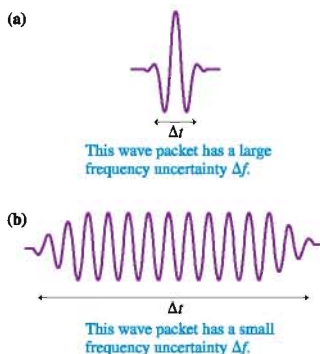 (a)
Δt
This wave packet has a large
frequency uncertainty Δf.
(b)
Δt
This wave packet has a small
frequency uncertainty Δf.